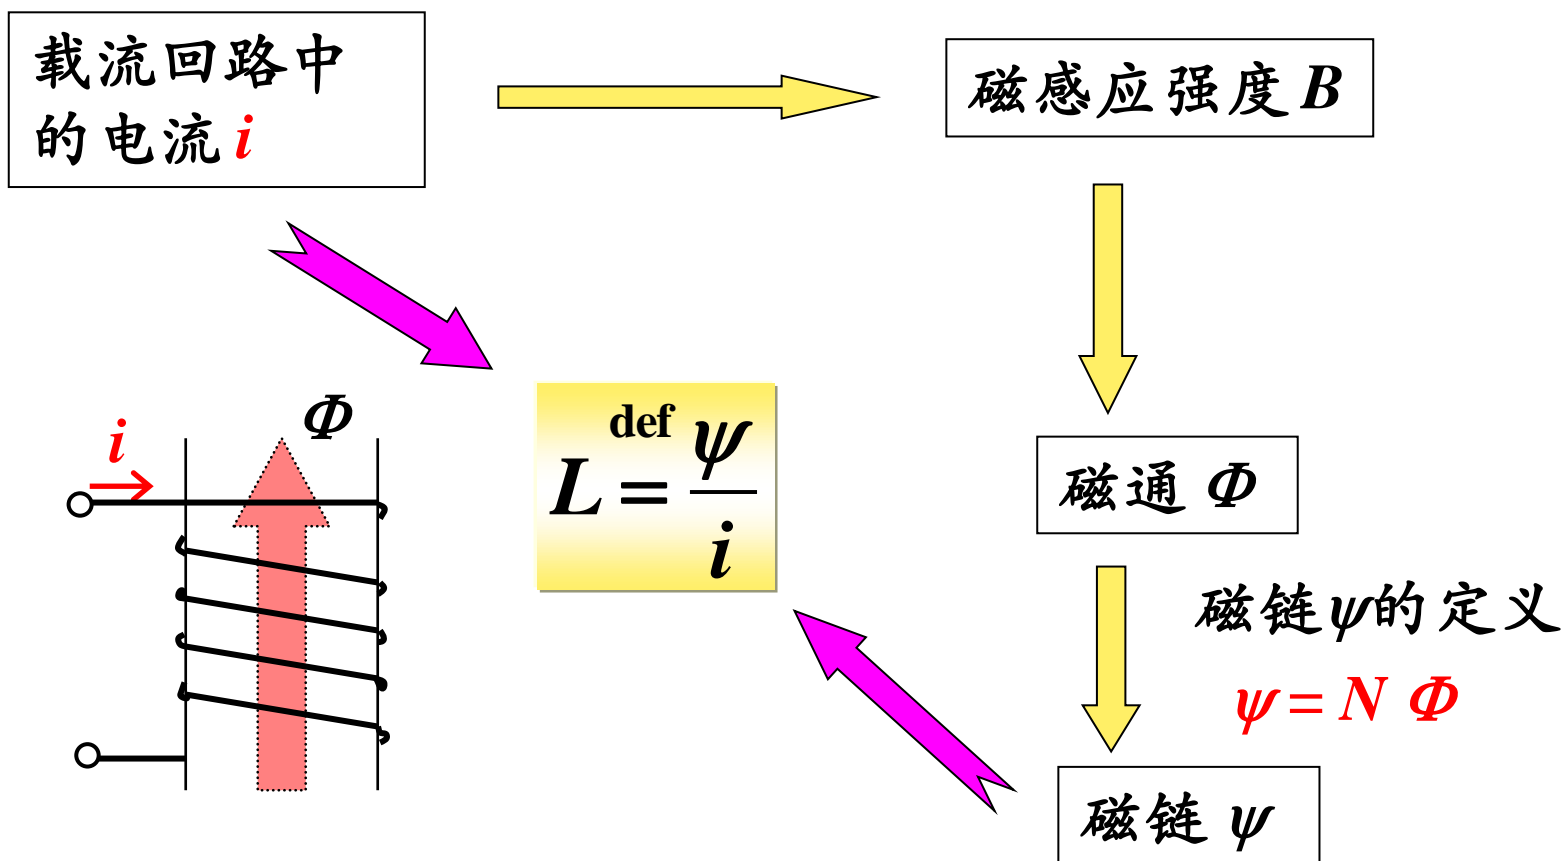 载流回路中
的电流 i
磁感应强度 B
Φ
i
def
L = ψ / i
磁通 Φ
磁链ψ的定义
ψ = N Φ
磁链 ψ